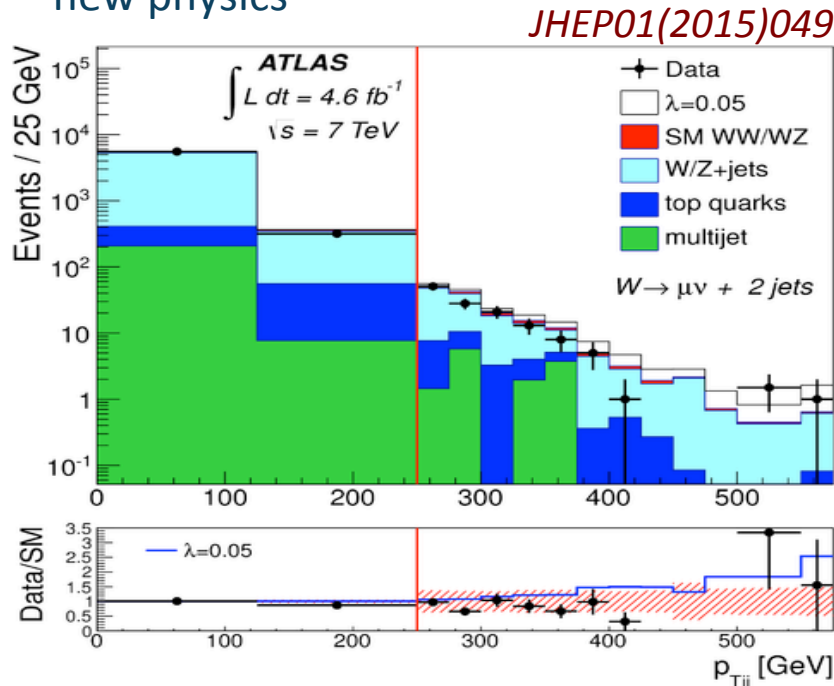 new physics
JHEP01(2015)049
Events / 25 GeV
10⁵
10⁴
10³
10²
10
1
10⁻¹
ATLAS
∫ L dt = 4.6 fb⁻¹
√s = 7 TeV
Data
λ=0.05
SM WW/WZ
W/Z+jets
top quarks
multijet
W→ μν + 2 jets
0 100 200 300 400 500
Data/SM
3.5
3
2.5
2
1.5
1
0.5
0
λ=0.05
0 100 200 300 400 500
p_Tjj [GeV]